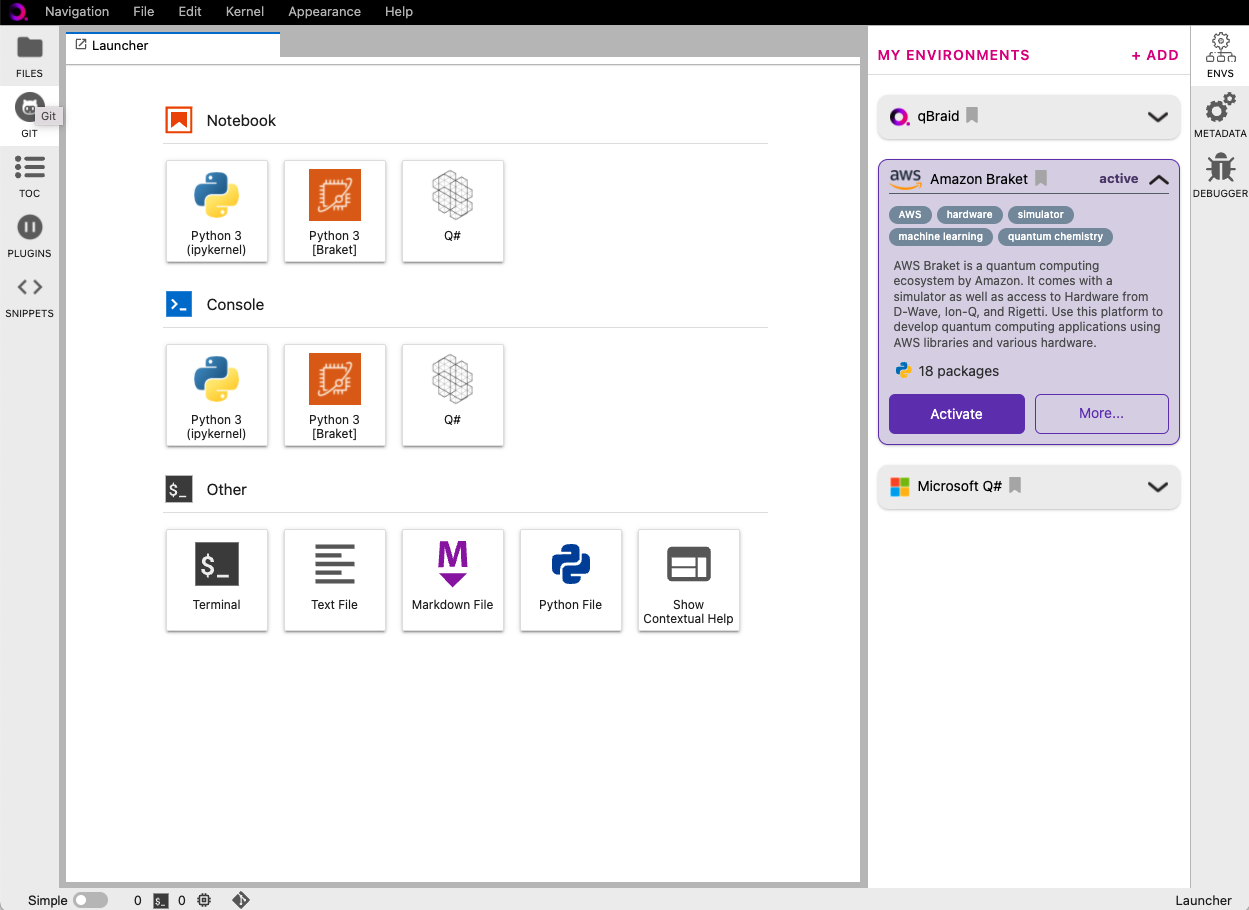 Navigation File Edit Kernel Appearance Help
FILES
GIT
Git
TOC
PLUGINS
SNIPPETS
Launcher
Notebook
Python 3
(ipykernel)
Python 3
[Braket]
Q#
Console
Python 3
(ipykernel)
Python 3
[Braket]
Q#
$_ Other
$_
Terminal
Text File
M
Markdown File
Python File
Show
Contextual Help
MY ENVIRONMENTS + ADD
qBraid
aws Amazon Braket active
AWS hardware simulator
machine learning quantum chemistry
AWS Braket is a quantum computing
ecosystem by Amazon. It comes with a
simulator as well as access to Hardware from
D-Wave, Ion-Q, and Rigetti. Use this platform to
develop quantum computing applications using
AWS libraries and various hardware.
18 packages
Activate More...
Microsoft Q#
ENVS
METADATA
DEBUGGER
Simple 0 $_ 0 Launcher